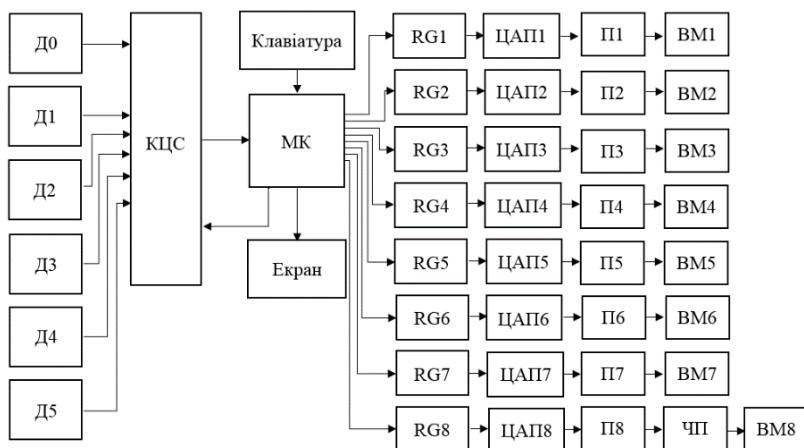 Д0
Д1
Д2
Д3
Д4
Д5
КЦС
Клавіатура
МК
Екран
RG1 ЦАП1 П1 ВМ1
RG2 ЦАП2 П2 ВМ2
RG3 ЦАП3 П3 ВМ3
RG4 ЦАП4 П4 ВМ4
RG5 ЦАП5 П5 ВМ5
RG6 ЦАП6 П6 ВМ6
RG7 ЦАП7 П7 ВМ7
RG8 ЦАП8 П8 ЧП ВМ8